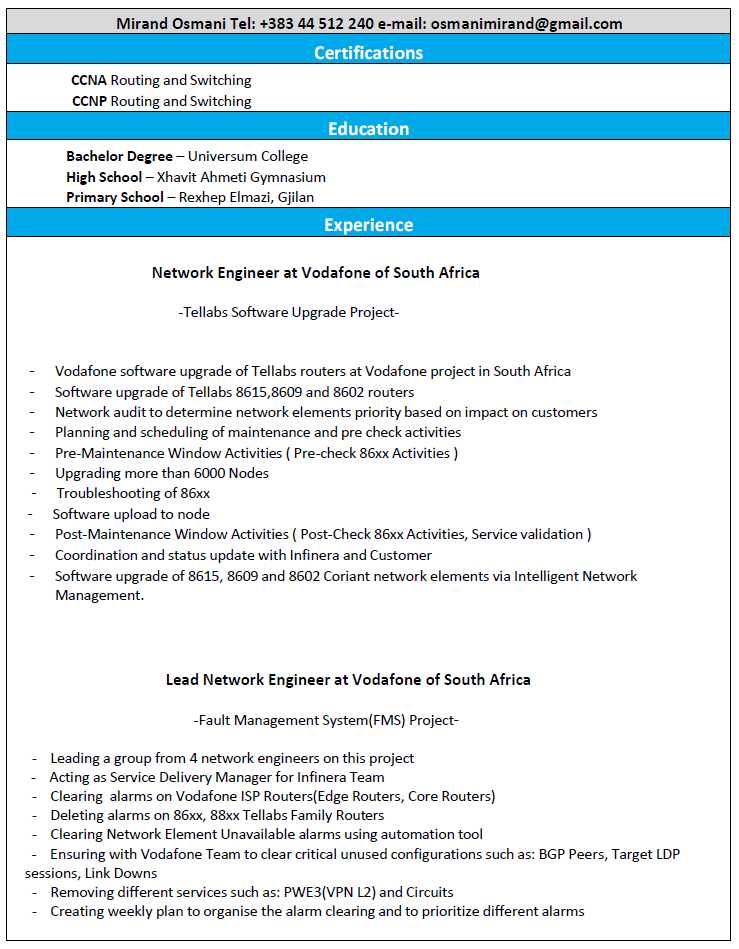 Mirand Osmani Tel: +383 44 512 240 e-mail: osmanimirand@gmail.com
Certifications
CCNA Routing and Switching
CCNP Routing and Switching
Education
Bachelor Degree – Universum College
High School – Xhavit Ahmeti Gymnasium
Primary School – Rexhep Elmazi, Gjilan
Experience
Network Engineer at Vodafone of South Africa
-Tellabs Software Upgrade Project-
- Vodafone software upgrade of Tellabs routers at Vodafone project in South Africa
- Software upgrade of Tellabs 8615,8609 and 8602 routers
- Network audit to determine network elements priority based on impact on customers
- Planning and scheduling of maintenance and pre check activities
- Pre-Maintenance Window Activities ( Pre-check 86xx Activities )
- Upgrading more than 6000 Nodes
- Troubleshooting of 86xx
- Software upload to node
- Post-Maintenance Window Activities ( Post-Check 86xx Activities, Service validation )
- Coordination and status update with Infinera and Customer
- Software upgrade of 8615, 8609 and 8602 Coriant network elements via Intelligent Network
Management.
Lead Network Engineer at Vodafone of South Africa
-Fault Management System(FMS) Project-
- Leading a group from 4 network engineers on this project
- Acting as Service Delivery Manager for Infinera Team
- Clearing alarms on Vodafone ISP Routers(Edge Routers, Core Routers)
- Deleting alarms on 86xx, 88xx Tellabs Family Routers
- Clearing Network Element Unavailable alarms using automation tool
- Ensuring with Vodafone Team to clear critical unused configurations such as: BGP Peers, Target LDP
sessions, Link Downs
- Removing different services such as: PWE3(VPN L2) and Circuits
- Creating weekly plan to organise the alarm clearing and to prioritize different alarms